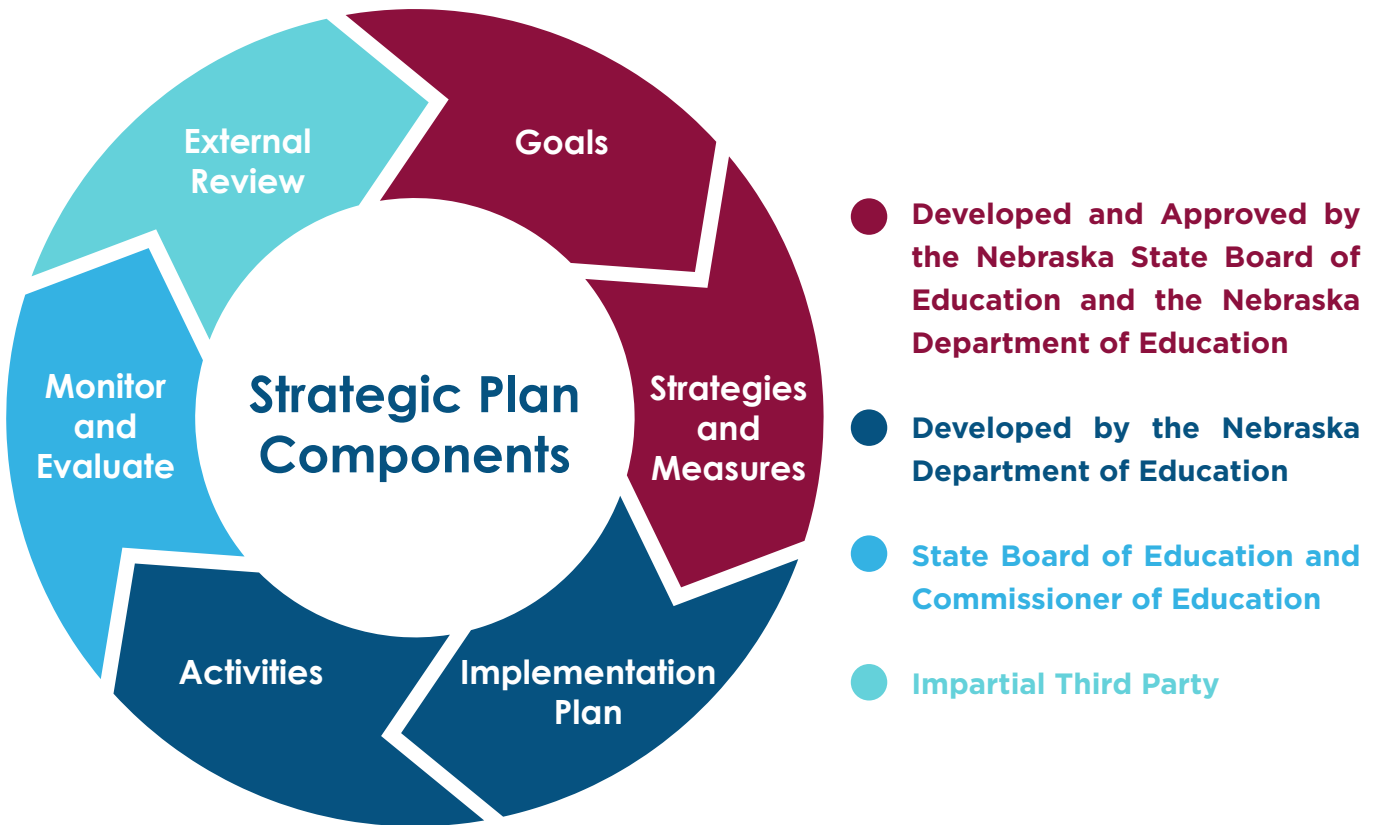 External
Review
Goals
Strategies
and
Measures
Implementation
Plan
Activities
Monitor
and
Evaluate
Strategic Plan
Components
Developed and Approved by
the Nebraska State Board of
Education and the Nebraska
Department of Education
Developed by the Nebraska
Department of Education
State Board of Education and
Commissioner of Education
Impartial Third Party